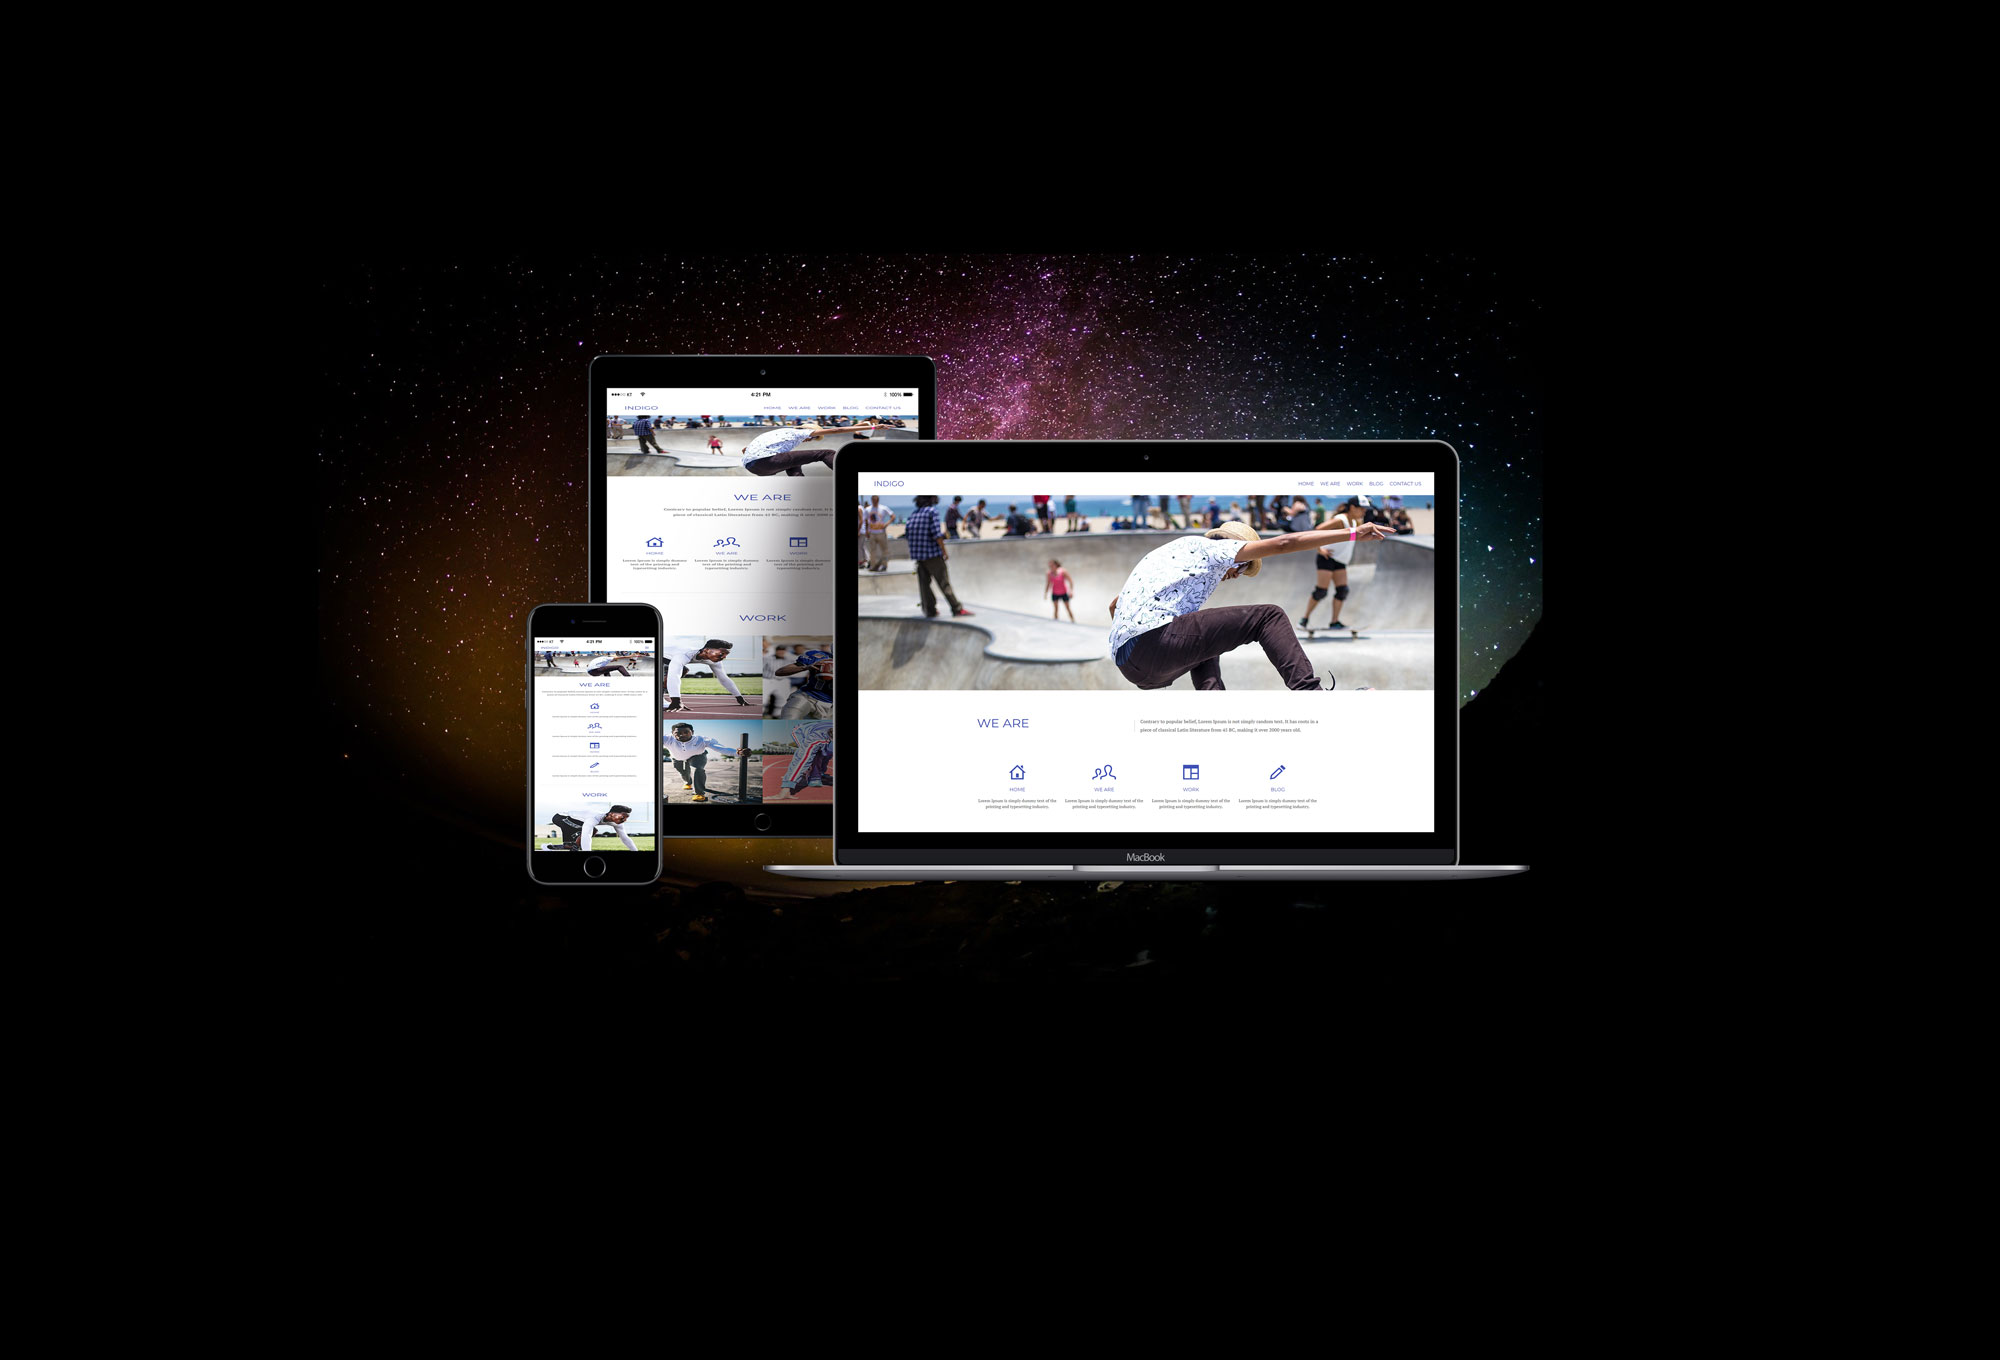 ●●●○○ KT
4:21 PM
100%
INDIGO
HOME WE ARE WORK BLOG CONTACT US
WE ARE
Contrary to popular belief, Lorem Ipsum is not simply random text. It
piece of classical Latin literature from 45 BC, making it over 2000
HOME
WE ARE
WORK
Lorem Ipsum is simply dummy
text of the printing and
typesetting industry.
Lorem Ipsum is simply dummy
text of the printing and
typesetting industry.
Lorem Ipsum is simply dummy
text of the printing and
typesetting industry.
WORK
●●●○○ KT
4:21 PM
100%
INDIGO
WE ARE
WORK
INDIGO
HOME WE ARE WORK BLOG CONTACT US
WE ARE
Contrary to popular belief, Lorem Ipsum is not simply random text. It has roots in a
piece of classical Latin literature from 45 BC, making it over 2000 years old.
HOME
WE ARE
WORK
BLOG
Lorem Ipsum is simply dummy text of the
printing and typesetting industry.
Lorem Ipsum is simply dummy text of the
printing and typesetting industry.
Lorem Ipsum is simply dummy text of the
printing and typesetting industry.
Lorem Ipsum is simply dummy text of the
printing and typesetting industry.
MacBook